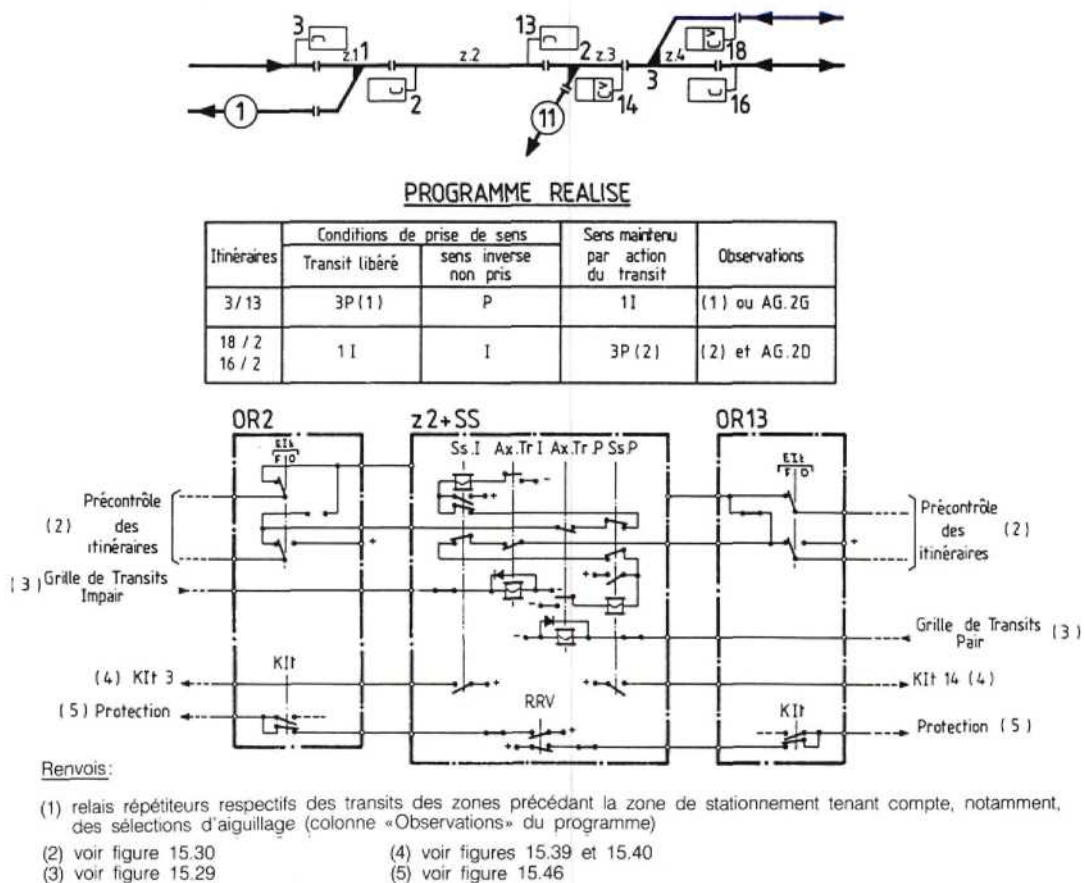 3
13
18
z.1
1
z.2
2
z.3
z.4
C
C
C
Cv
Cv
C
2
14
3
16
1
11
PROGRAMME REALISE
Itinéraires
Conditions de prise de sens
Transit libéré
sens inverse
non pris
Sens maintenu
par action
du transit
Observations
3/13
3P(1)
P
1I
(1) ou AG.2G
18 / 2
16 / 2
1I
I
3P(2)
(2) et AG.2D
OR2
z2+SS
OR13
EIt
F O
Ss.I Ax.Tr I Ax.Tr.P Ss.P
EIt
F O
Précontrôle
(2) des
itinéraires
Précontrôle
des (2)
itinéraires
(3) Grille de Transits
Impair
Grille de Transits (3)
Pair
KIt
(4) KIt 3
KIt 14 (4)
(5) Protection
RRV
KIt
Protection (5)
Renvois:
(1) relais répétiteurs respectifs des transits des zones précédant la zone de stationnement tenant compte, notamment,
des sélections d'aiguillage (colonne «Observations» du programme)
(2) voir figure 15.30
(4) voir figures 15.39 et 15.40
(3) voir figure 15.29
(5) voir figure 15.46